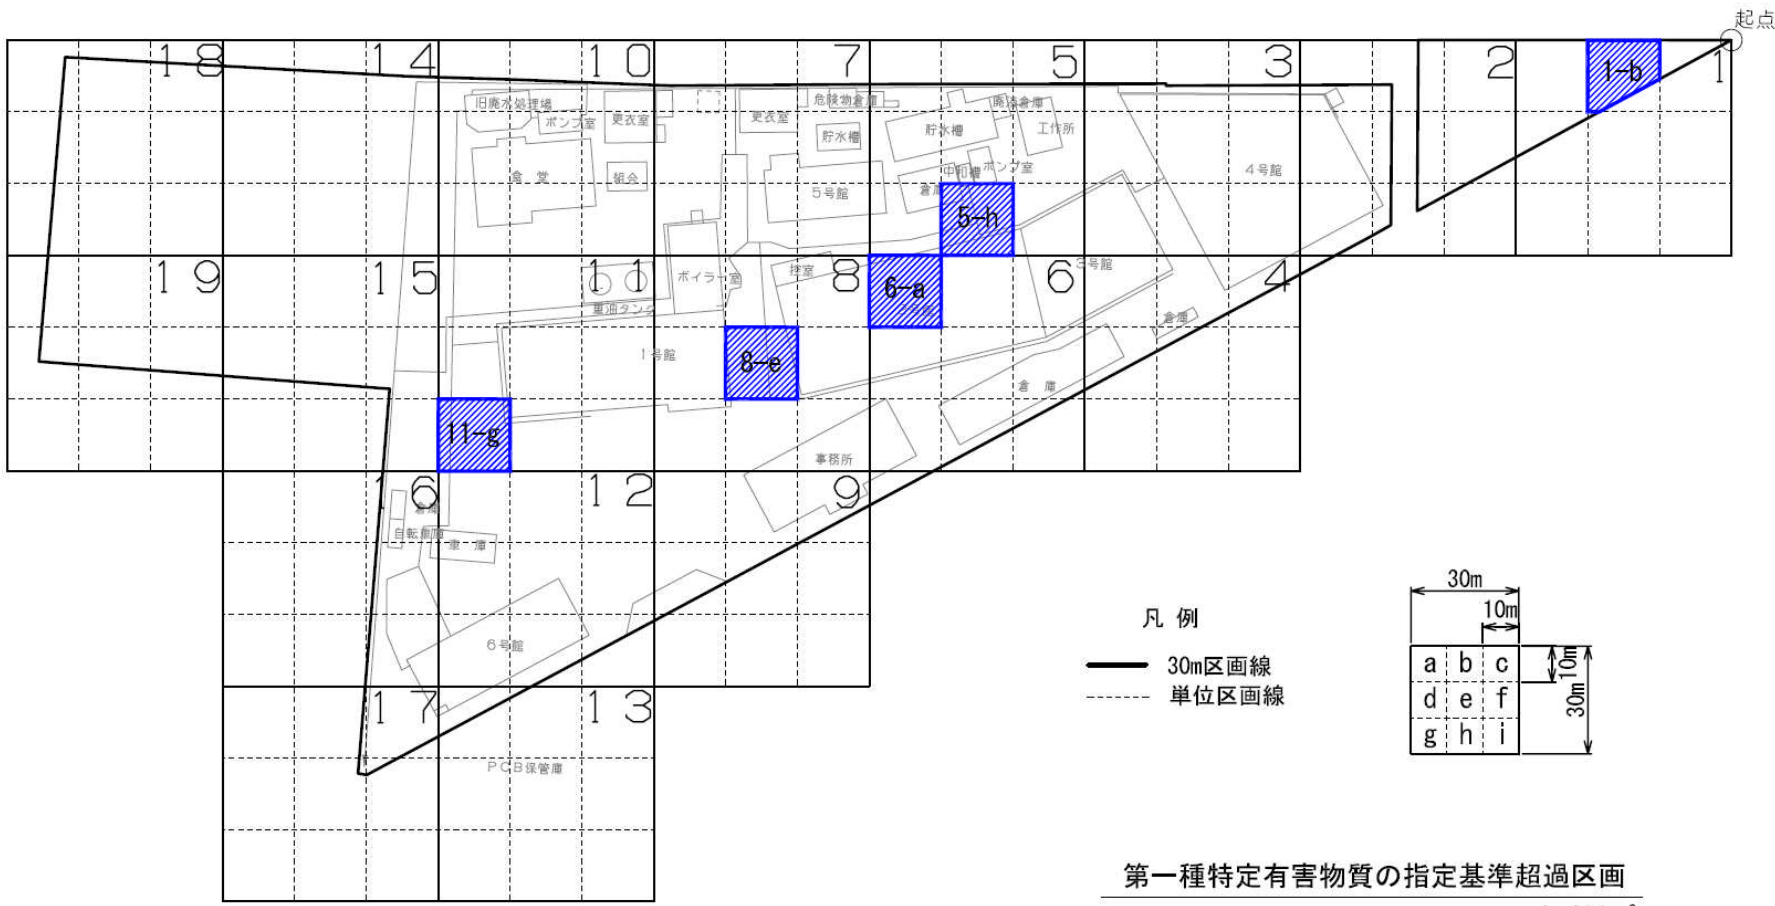 起点
18
14
10
7
5
3
2
1-b
1
旧廃水処理場
ポンプ室
更衣室
更衣室
危険物倉庫
貯水槽
貯水槽
廃酸倉庫
工作所
食 堂
組合
5号館
中和槽
ポンプ室
倉庫
4号館
5-h
19
15
11
ボイラー室
控室
8
6-a
6
3号館
4
重油タンク
倉庫
1号館
8-e
倉 庫
11-g
事務所
16
12
9
倉庫
自転車置
車 庫
6号館
17
13
PCB保管庫
凡 例
30m区画線
単位区画線
30m
10m
a b c
d e f
g h i
10m
30m
第一種特定有害物質の指定基準超過区画